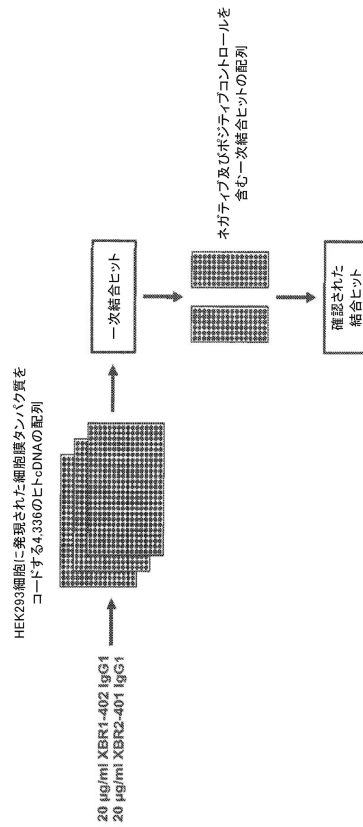 HEK293細胞に発現された細胞膜タンパク質を
コードする4,336のヒトcDNAの配列
20 µg/ml XBR1-402 IgG1
20 µg/ml XBR2-401 IgG1
一次結合ヒット
ネガティブ及びポジティブコントロールを
含む一次結合ヒットの配列
確認された
結合ヒット